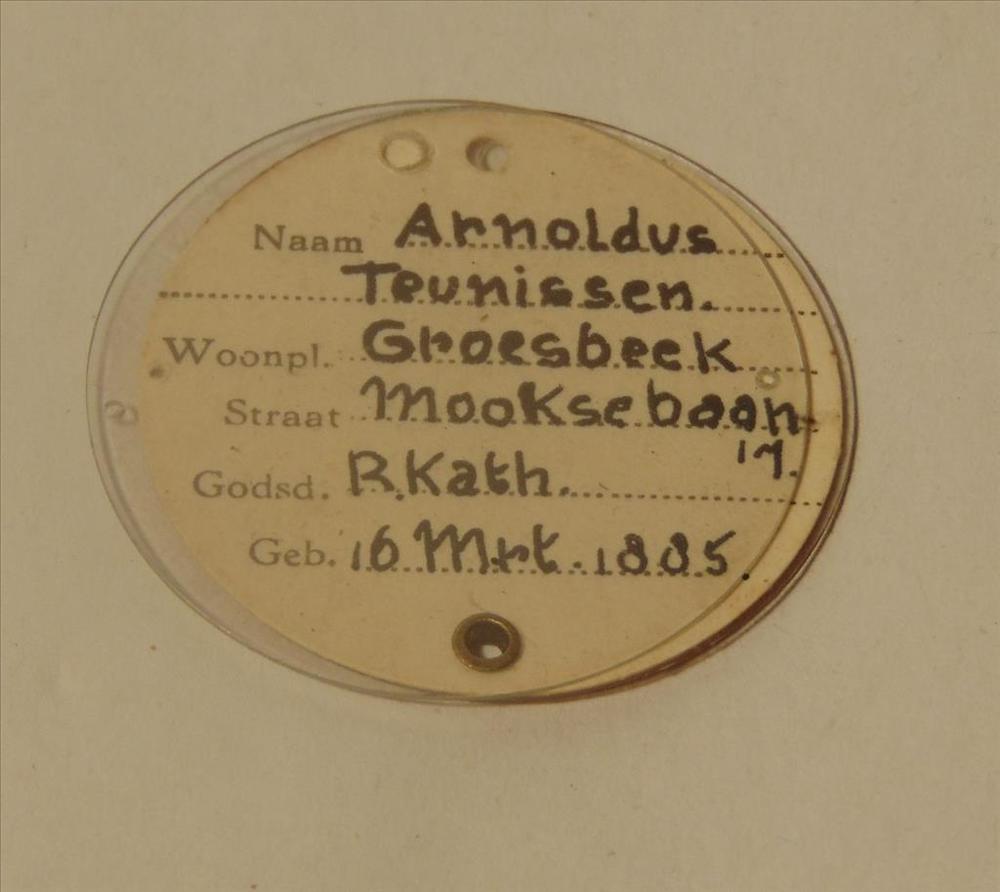 Naam Arnoldus
Teunissen.
Woonpl. Groesbeek
Straat Mooksebaan
17.
Godsd. R.Kath.
Geb. 16 Mrt. 1885.